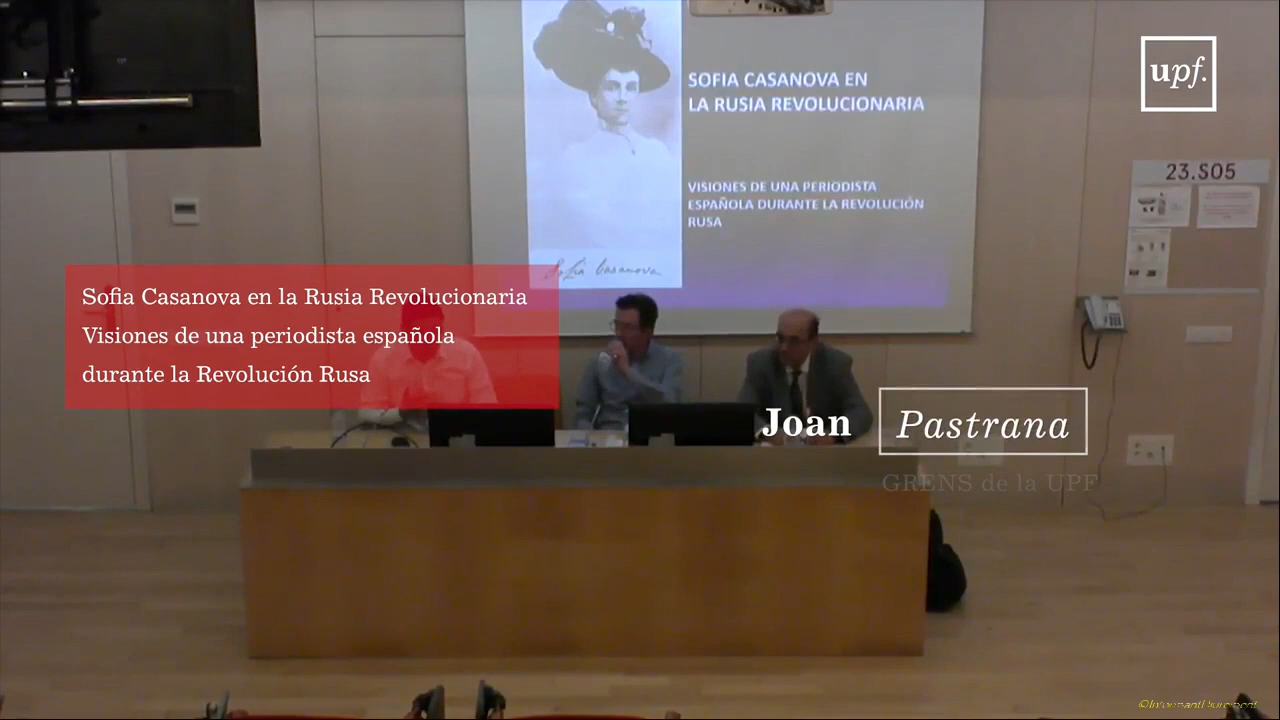 SOFIA CASANOVA EN
LA RUSIA REVOLUCIONARIA
VISIONES DE UNA PERIODISTA
ESPAÑOLA DURANTE LA REVOLUCIÓN
RUSA
Sofia Casanova
upf.
23.S05
Sofia Casanova en la Rusia Revolucionaria
Visiones de una periodista española
durante la Revolución Rusa
Joan Pastrana
GRENS de la UPF